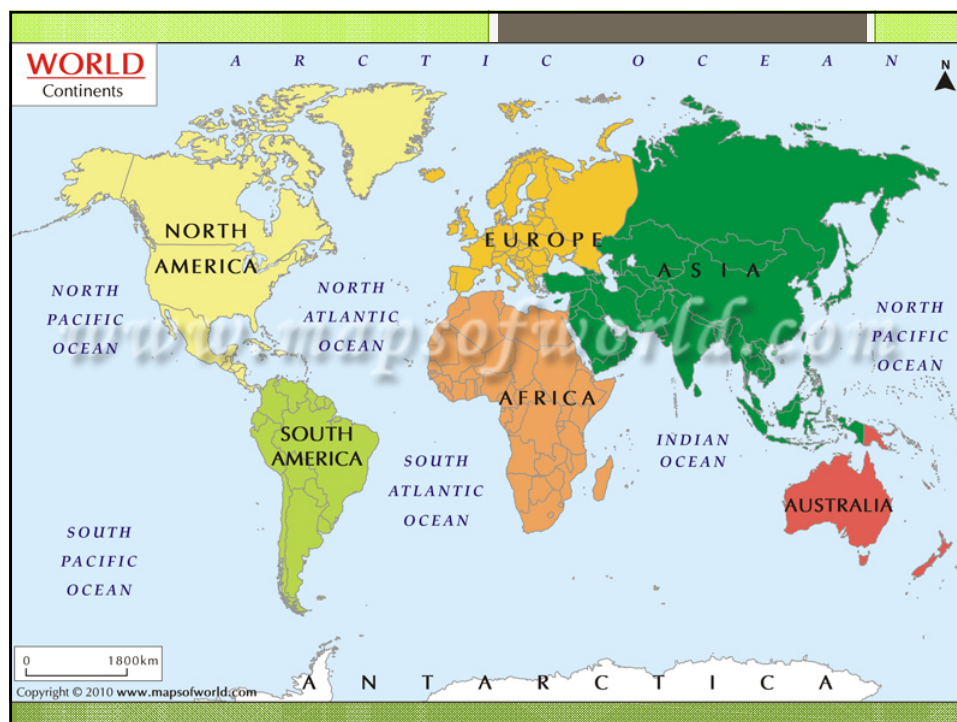 WORLD
Continents
A R C T I C O C E A N
N
NORTH
AMERICA
EUROPE
ASIA
NORTH
PACIFIC
OCEAN
NORTH
ATLANTIC
OCEAN
NORTH
PACIFIC
OCEAN
www.mapsofworld.com
AFRICA
SOUTH
AMERICA
SOUTH
ATLANTIC
OCEAN
INDIAN
OCEAN
AUSTRALIA
SOUTH
PACIFIC
OCEAN
0 1800km
ANTARCTICA
Copyright © 2010 www.mapsofworld.com